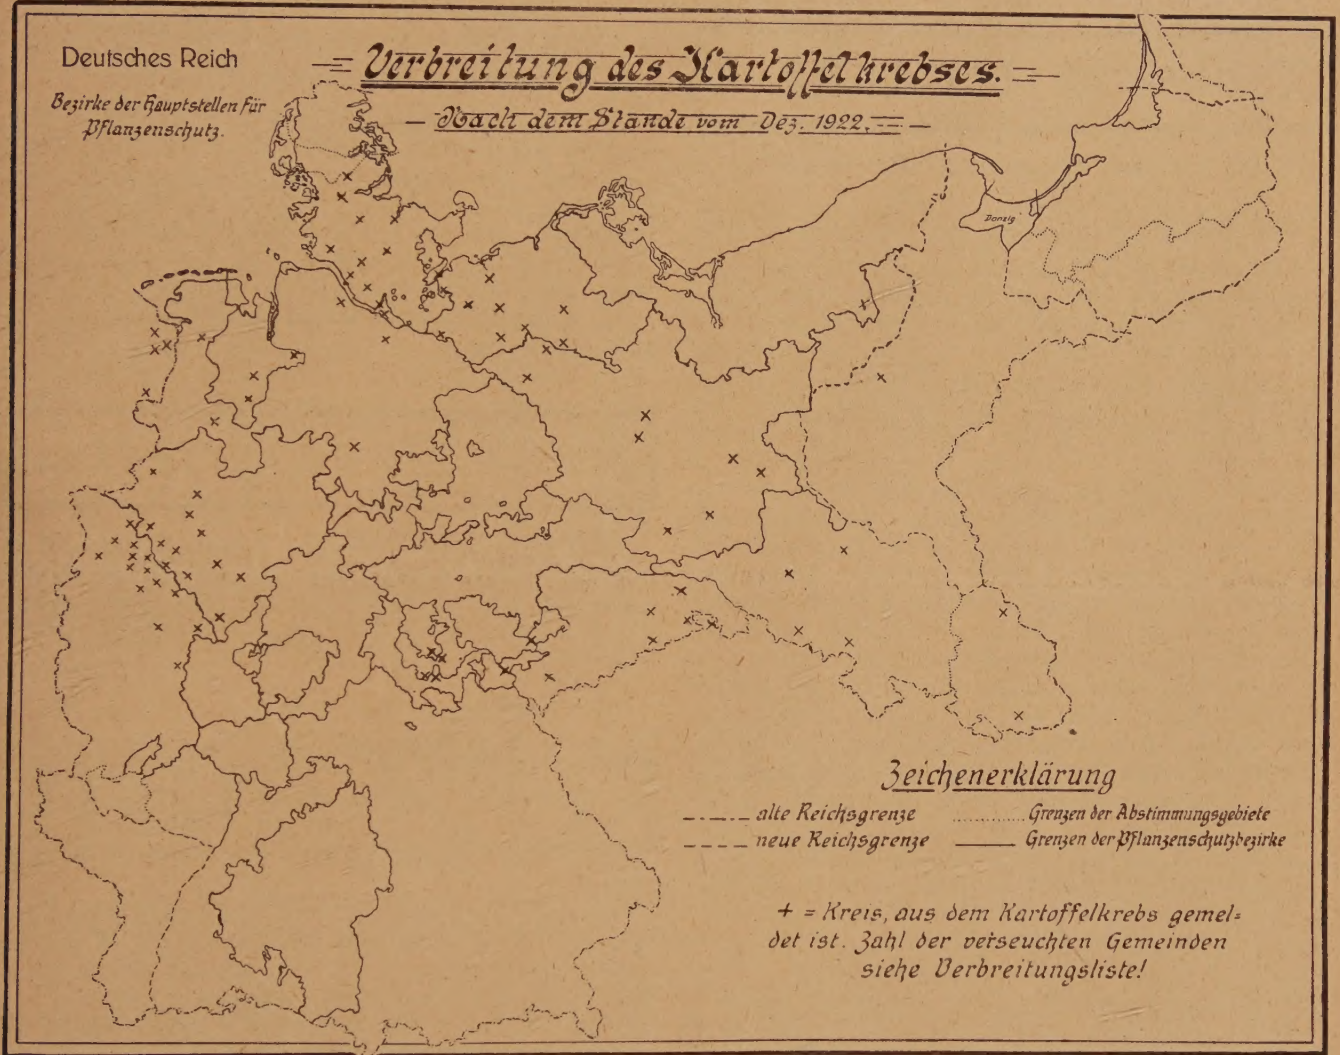 Deutsches Reich
Bezirke der Hauptstellen für
Pflanzenschutz.
Verbreitung des Kartoffelkrebses.
Nach dem Stande vom Dez. 1922.
Danzig
Zeichenerklärung
alte Reichsgrenze
neue Reichsgrenze
Grenzen der Abstimmungsgebiete
Grenzen der Pflanzenschutzbezirke
+ = Kreis, aus dem Kartoffelkrebs gemel=
det ist. Zahl der verseuchten Gemeinden
siehe Verbreitungsliste!